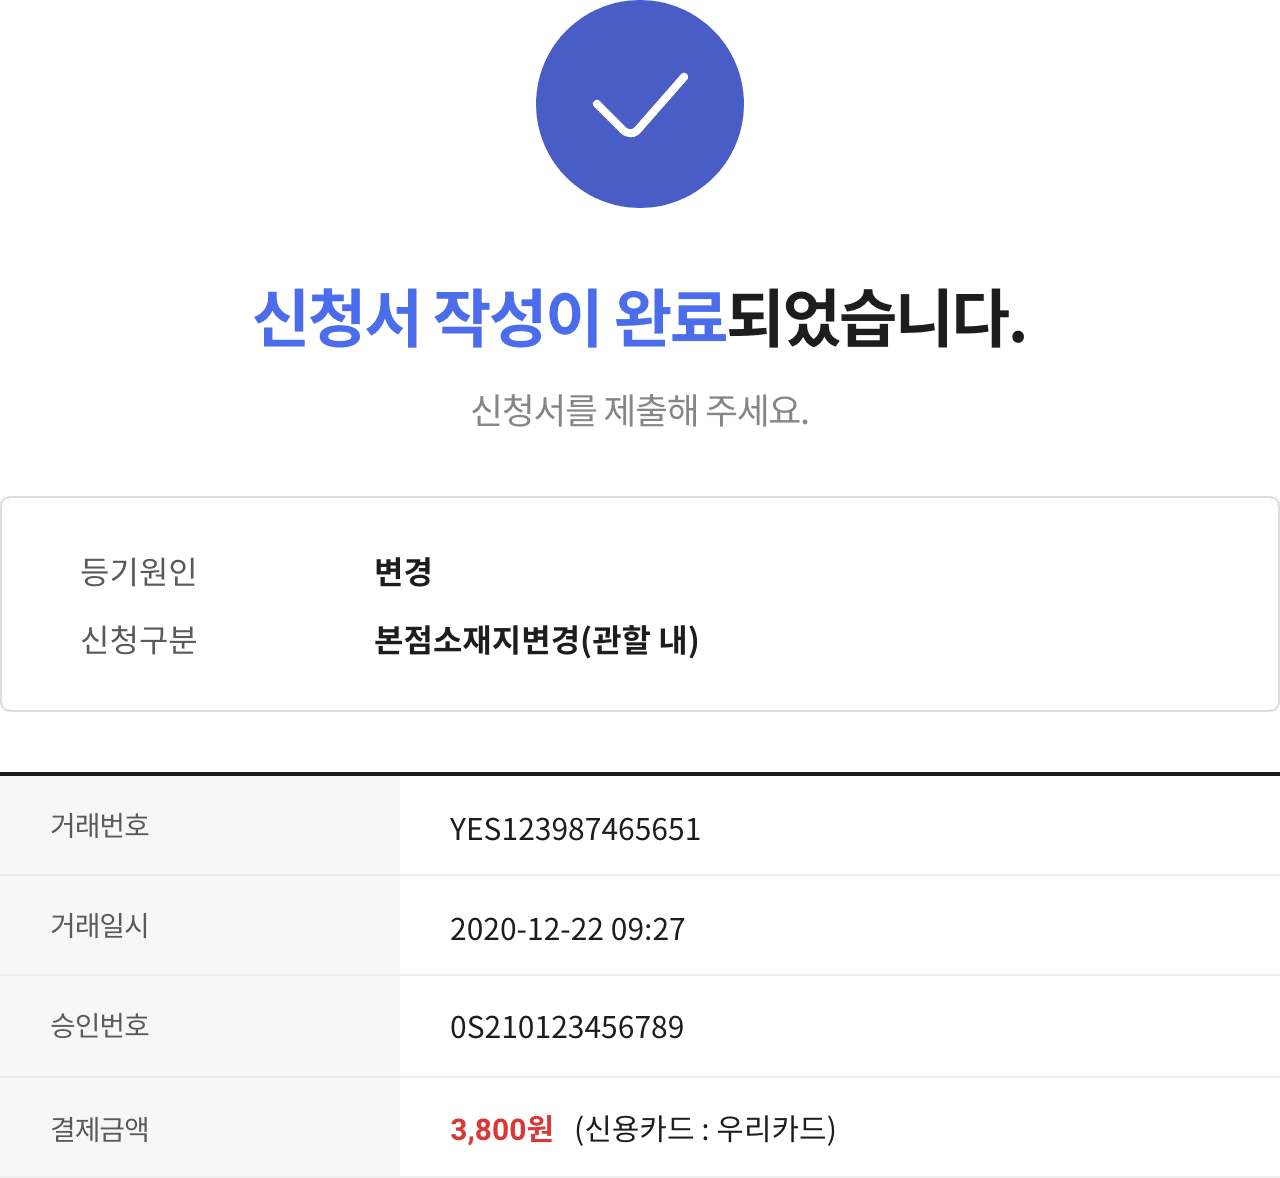 신청서 작성이 완료되었습니다.
신청서를 제출해 주세요.
등기원인 변경
신청구분 본점소재지변경(관할 내)
거래번호 YES123987465651
거래일시 2020-12-22 09:27
승인번호 0S210123456789
결제금액 3,800원 (신용카드 : 우리카드)